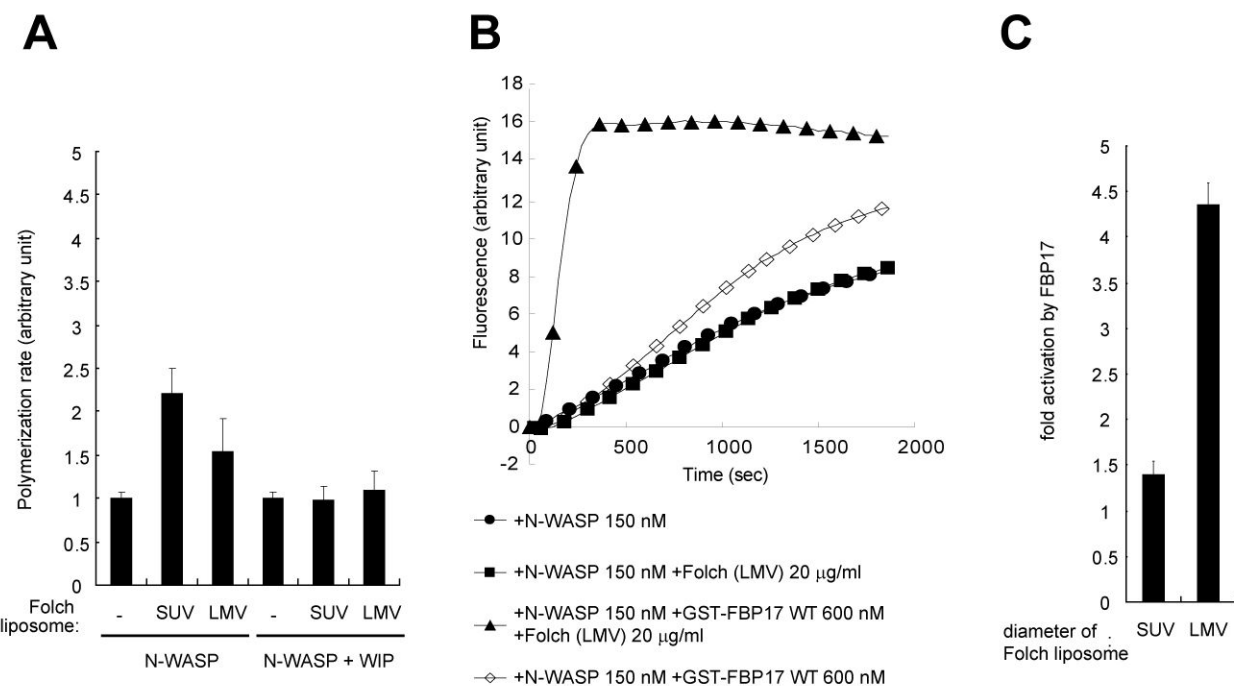 A
Polymerization rate (arbitrary unit)
5
4.5
4
3.5
3
2.5
2
1.5
1
0.5
0
Folch liposome:
- SUV LMV - SUV LMV
N-WASP N-WASP + WIP
B
Fluorescence (arbitrary unit)
18
16
14
12
10
8
6
4
2
0
-2
0 500 1000 1500 2000
Time (sec)
+N-WASP 150 nM
+N-WASP 150 nM +Folch (LMV) 20 µg/ml
+N-WASP 150 nM +GST-FBP17 WT 600 nM
+Folch (LMV) 20 µg/ml
+N-WASP 150 nM +GST-FBP17 WT 600 nM
C
fold activation by FBP17
5
4.5
4
3.5
3
2.5
2
1.5
1
0.5
0
diameter of
Folch liposome
SUV LMV